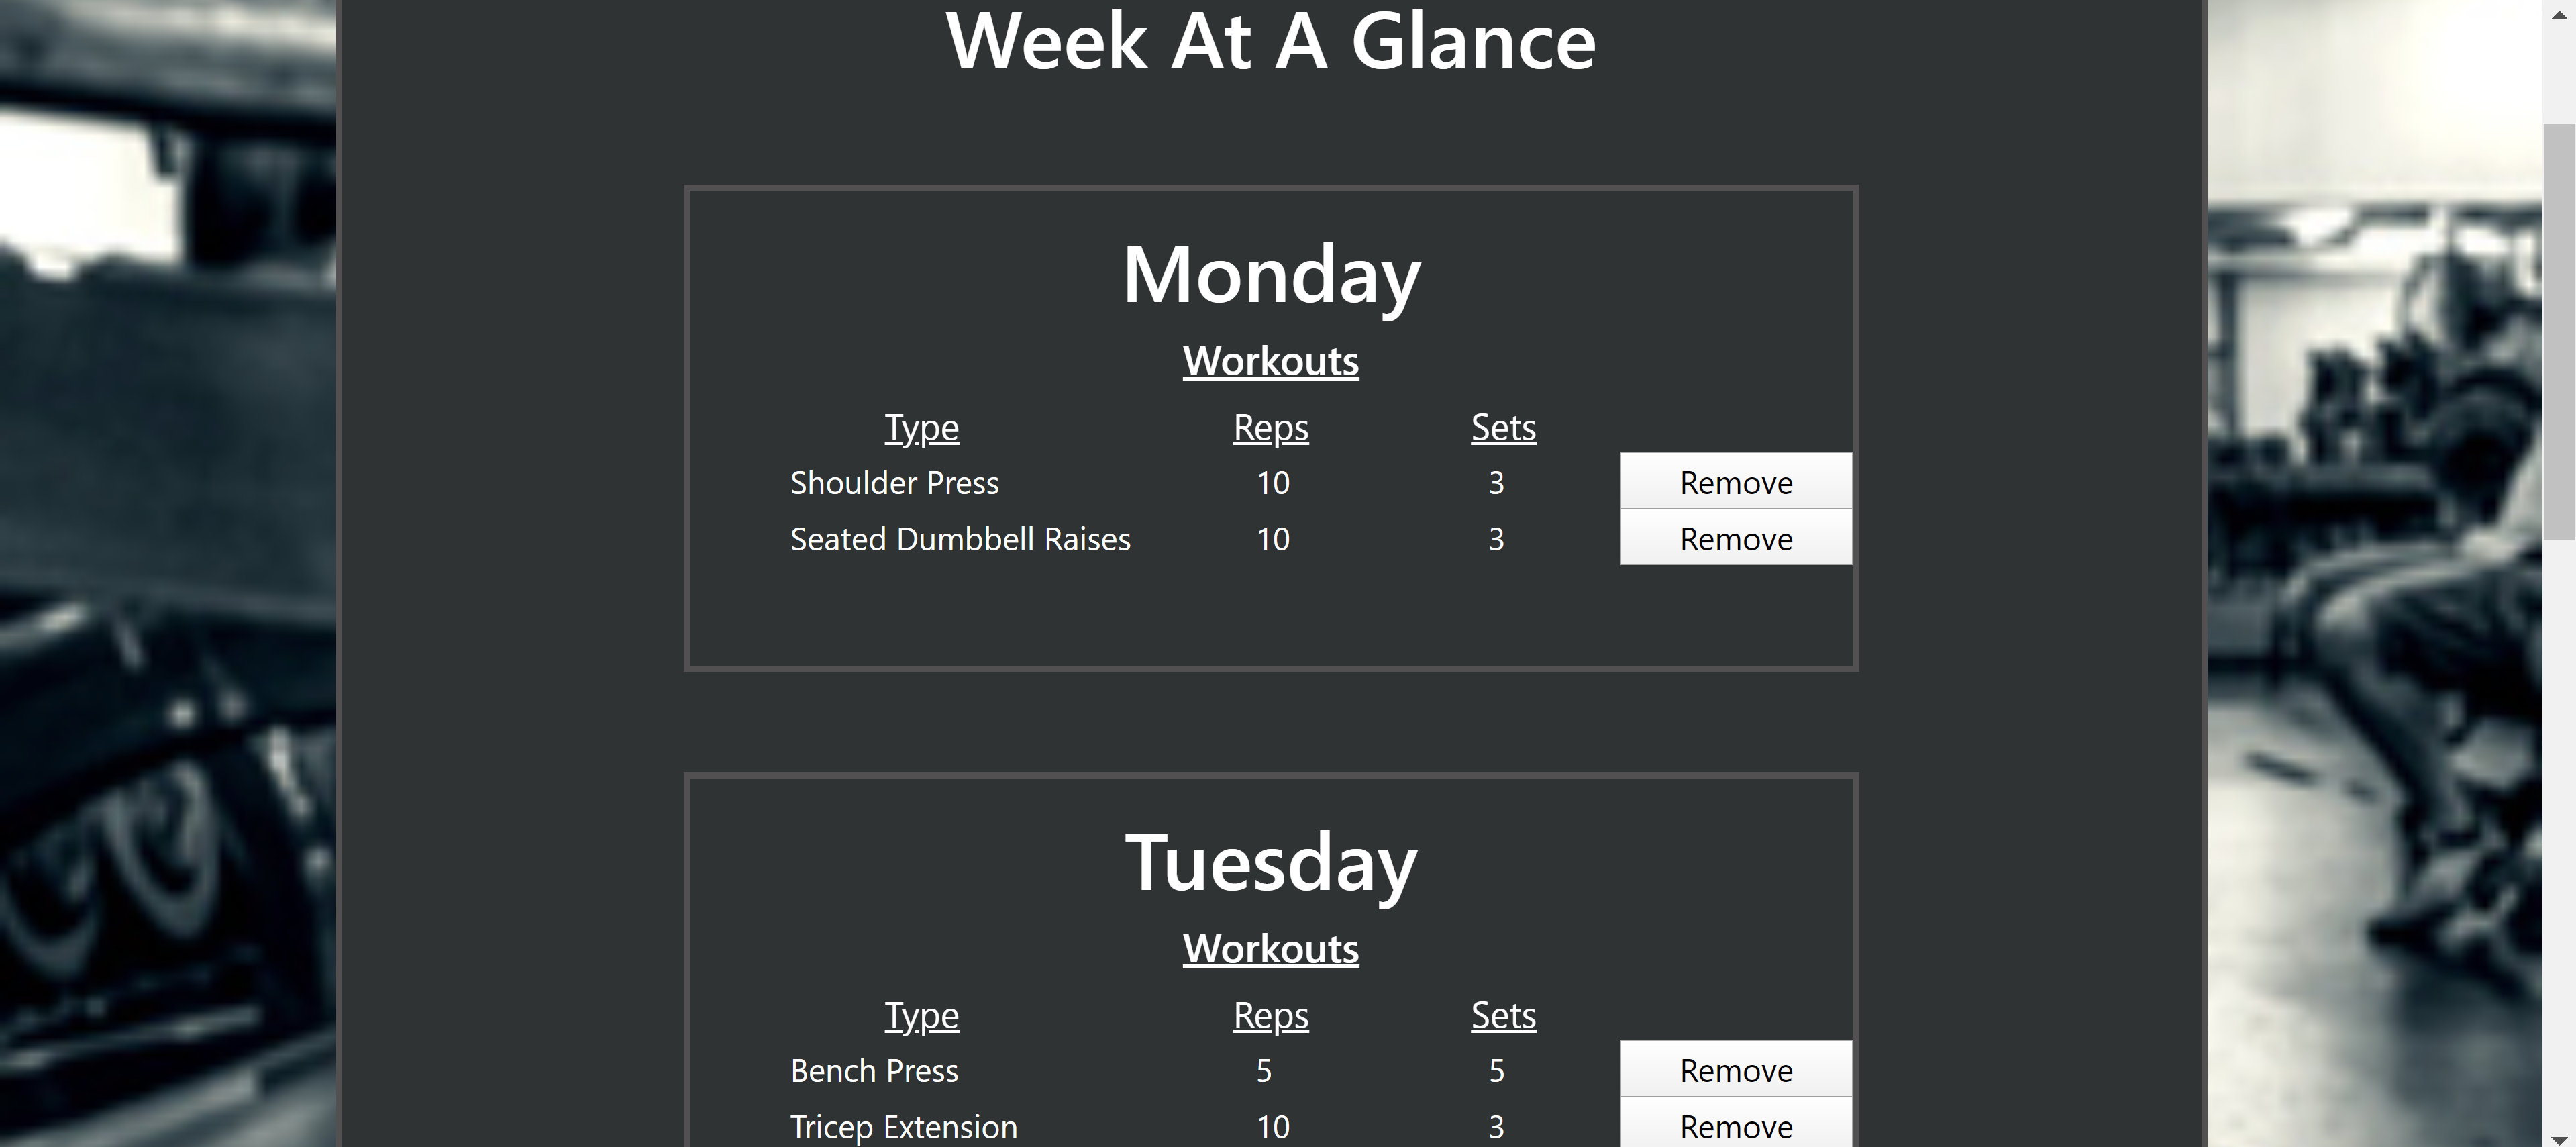 Week At A Glance
Monday
Workouts
Type Reps Sets
Shoulder Press 10 3 Remove
Seated Dumbbell Raises 10 3 Remove
Tuesday
Workouts
Type Reps Sets
Bench Press 5 5 Remove
Tricep Extension 10 3 Remove